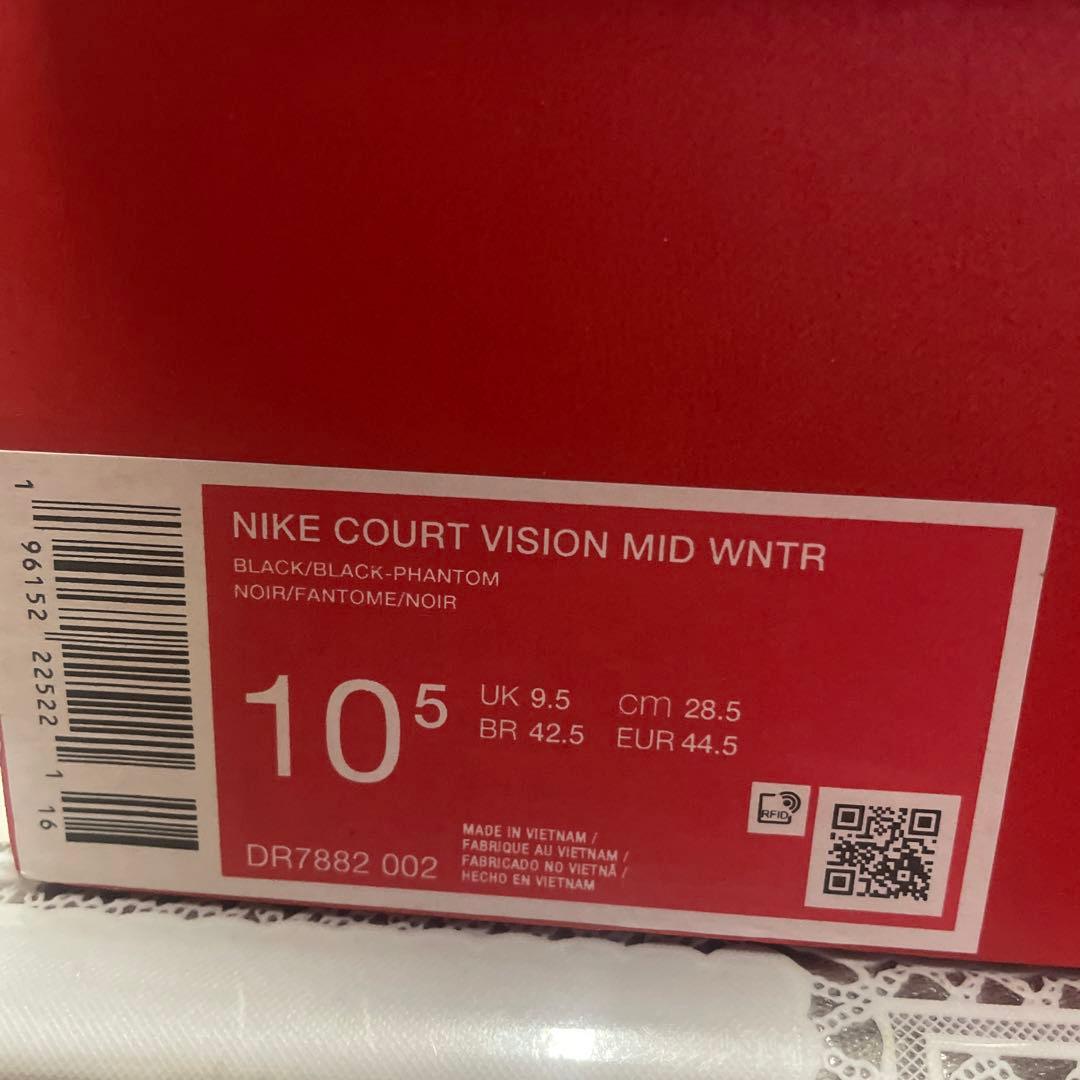 1 96152 22522 1 16
NIKE COURT VISION MID WNTR
BLACK/BLACK-PHANTOM
NOIR/FANTOME/NOIR
10⁵
UK 9.5 cm 28.5
BR 42.5 EUR 44.5
RFID
DR7882 002
MADE IN VIETNAM /
FABRIQUE AU VIETNAM /
FABRICADO NO VIETNÃ /
HECHO EN VIETNAM